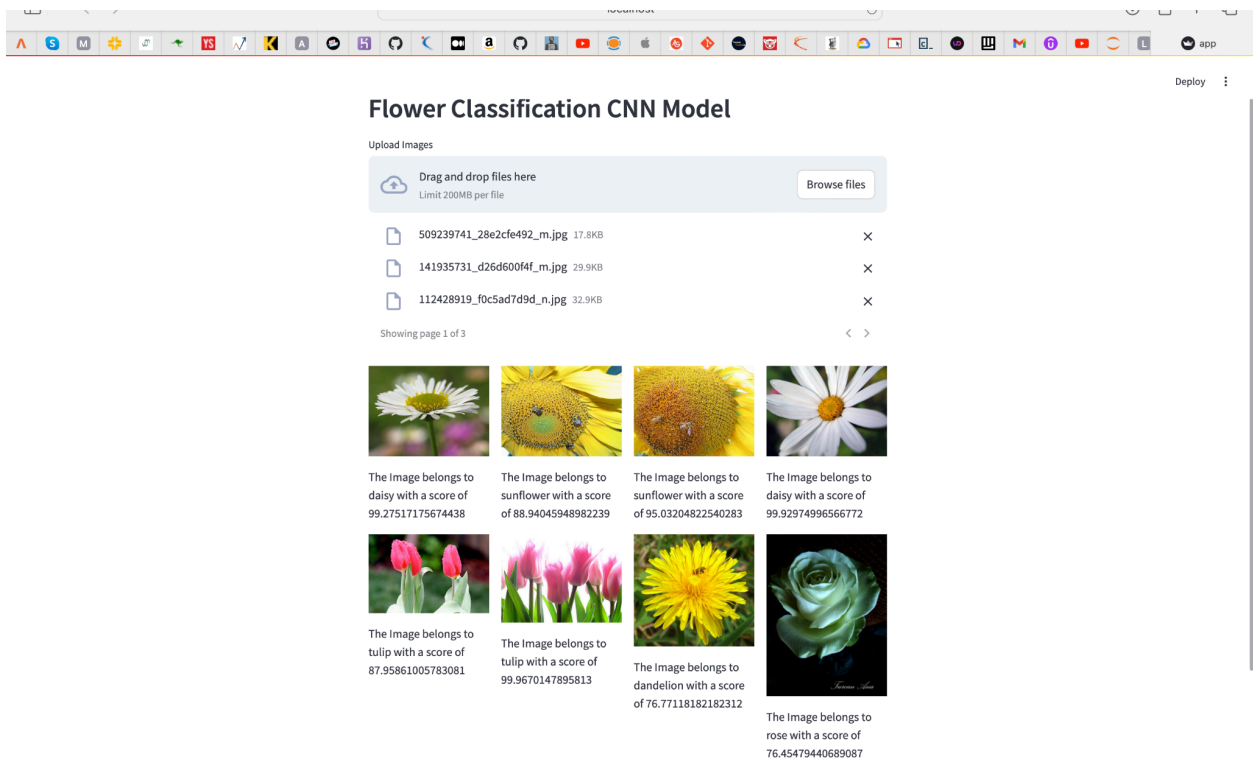 localhost
app
Deploy
Flower Classification CNN Model
Upload Images
Drag and drop files here
Limit 200MB per file
Browse files
509239741_28e2cfe492_m.jpg 17.8KB
141935731_d26d600f4f_m.jpg 29.9KB
112428919_f0c5ad7d9d_n.jpg 32.9KB
Showing page 1 of 3
The Image belongs to
daisy with a score of
99.27517175674438
The Image belongs to
sunflower with a score
of 88.94045948982239
The Image belongs to
sunflower with a score
of 95.03204822540283
The Image belongs to
daisy with a score of
99.92974996566772
The Image belongs to
tulip with a score of
87.95861005783081
The Image belongs to
tulip with a score of
99.9670147895813
The Image belongs to
dandelion with a score
of 76.77118182182312
The Image belongs to
rose with a score of
76.45479440689087